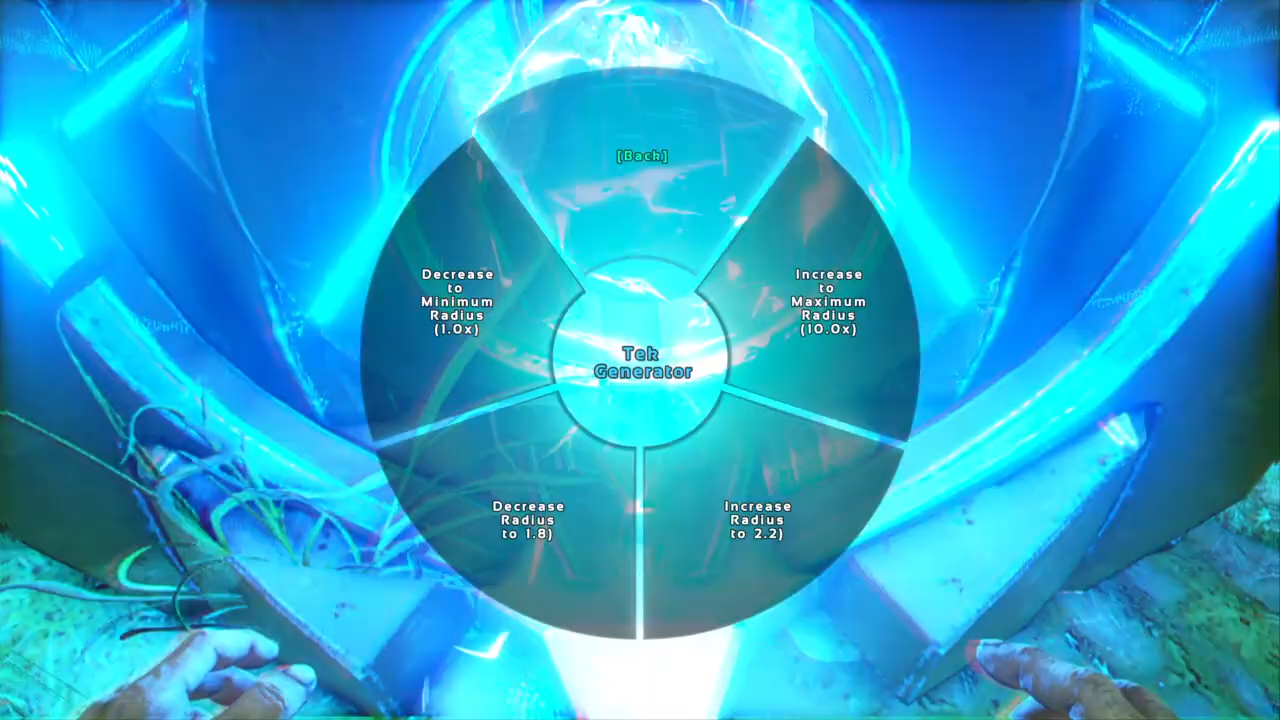 [Back]
Decrease
to
Minimum
Radius
(1.0x)
Increase
to
Maximum
Radius
(10.0x)
Tek
Generator
Decrease
Radius
to 1.8)
Increase
Radius
to 2.2)